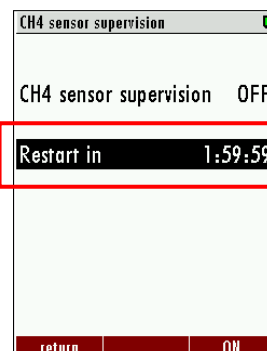 CH4 sensor supervision
CH4 sensor supervision OFF
Restart in 1:59:59
return ON